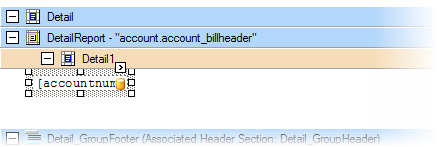 Detail
DetailReport - "account.account_billheader"
Detail1
[accountnum
Detail_GroupFooter (Associated Header Section: Detail_GroupHeader)